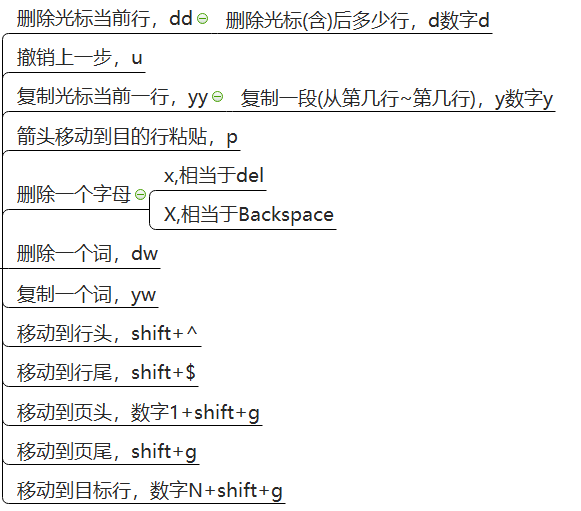 删除光标当前行，dd 删除光标(含)后多少行，d数字d
撤销上一步，u
复制光标当前一行，yy 复制一段(从第几行~第几行)，y数字y
箭头移动到目的行粘贴，p
x,相当于del
删除一个字母
X,相当于Backspace
删除一个词，dw
复制一个词，yw
移动到行头，shift+^
移动到行尾，shift+$
移动到页头，数字1+shift+g
移动到页尾，shift+g
移动到目标行，数字N+shift+g